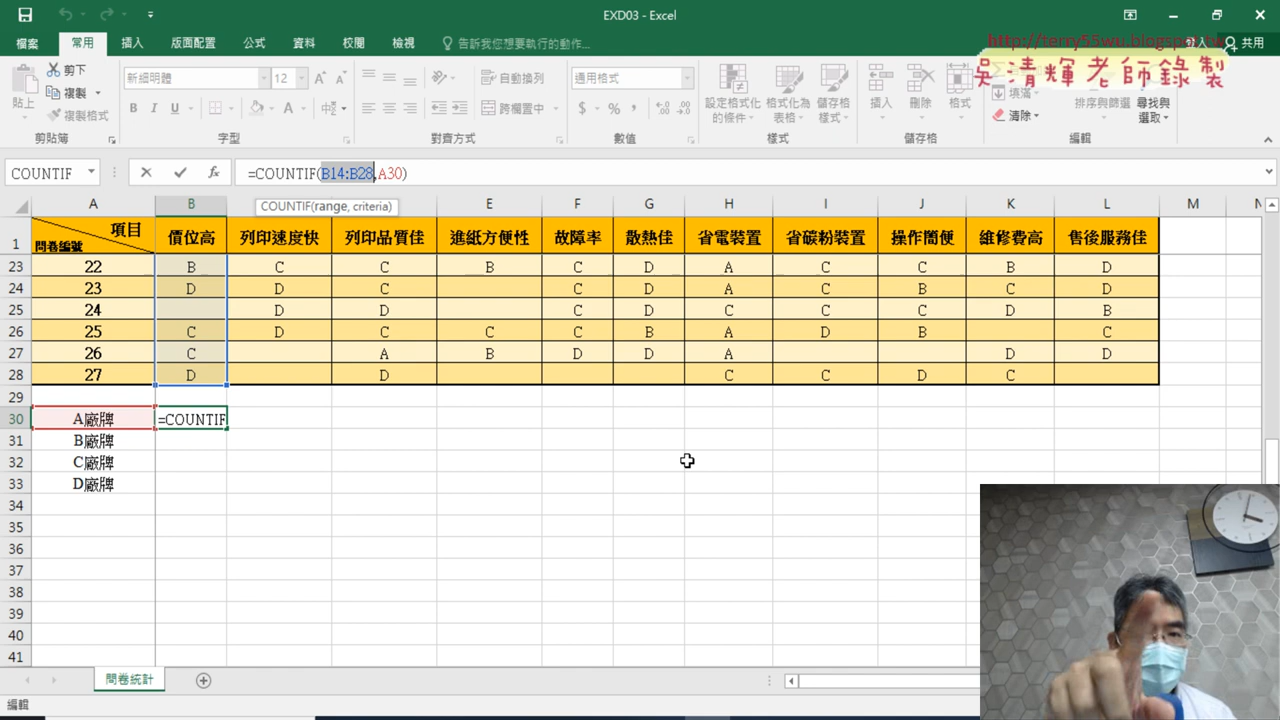 EXD03 - Excel
檔案 常用 插入 版面配置 公式 資料 校閱 檢視 告訴我您想要執行的動作... 共用
http://terry55wu.blogspot.tw
吳清輝老師錄製
貼上 剪下 複製 複製格式 剪貼簿
新細明體 12 B I U A 中 字型
自動換列 跨欄置中 對齊方式
通用格式 $ % , 數值
設定格式化的條件 格式化為表格 儲存格樣式 樣式
插入 刪除 格式 儲存格
填滿 清除 排序與篩選 尋找與選取 編輯
COUNTIF fx =COUNTIF(B14:B28,A30)
COUNTIF(range, criteria)
A B C D E F G H I J K L M N
1 項目 問卷編號 價位高 列印速度快 列印品質佳 進紙方便性 故障率 散熱佳 省電裝置 省碳粉裝置 操作簡便 維修費高 售後服務佳
23 22 B C C B C D A C C B D
24 23 D D C C D A C B C D
25 24 D D C D C C C D B
26 25 C D C C C B A D B C
27 26 C A B D D A D D
28 27 D D C C D C
29
30 A廠牌 =COUNTIF
31 B廠牌
32 C廠牌
33 D廠牌
34
35
36
37
38
39
40
41
問卷統計
編輯